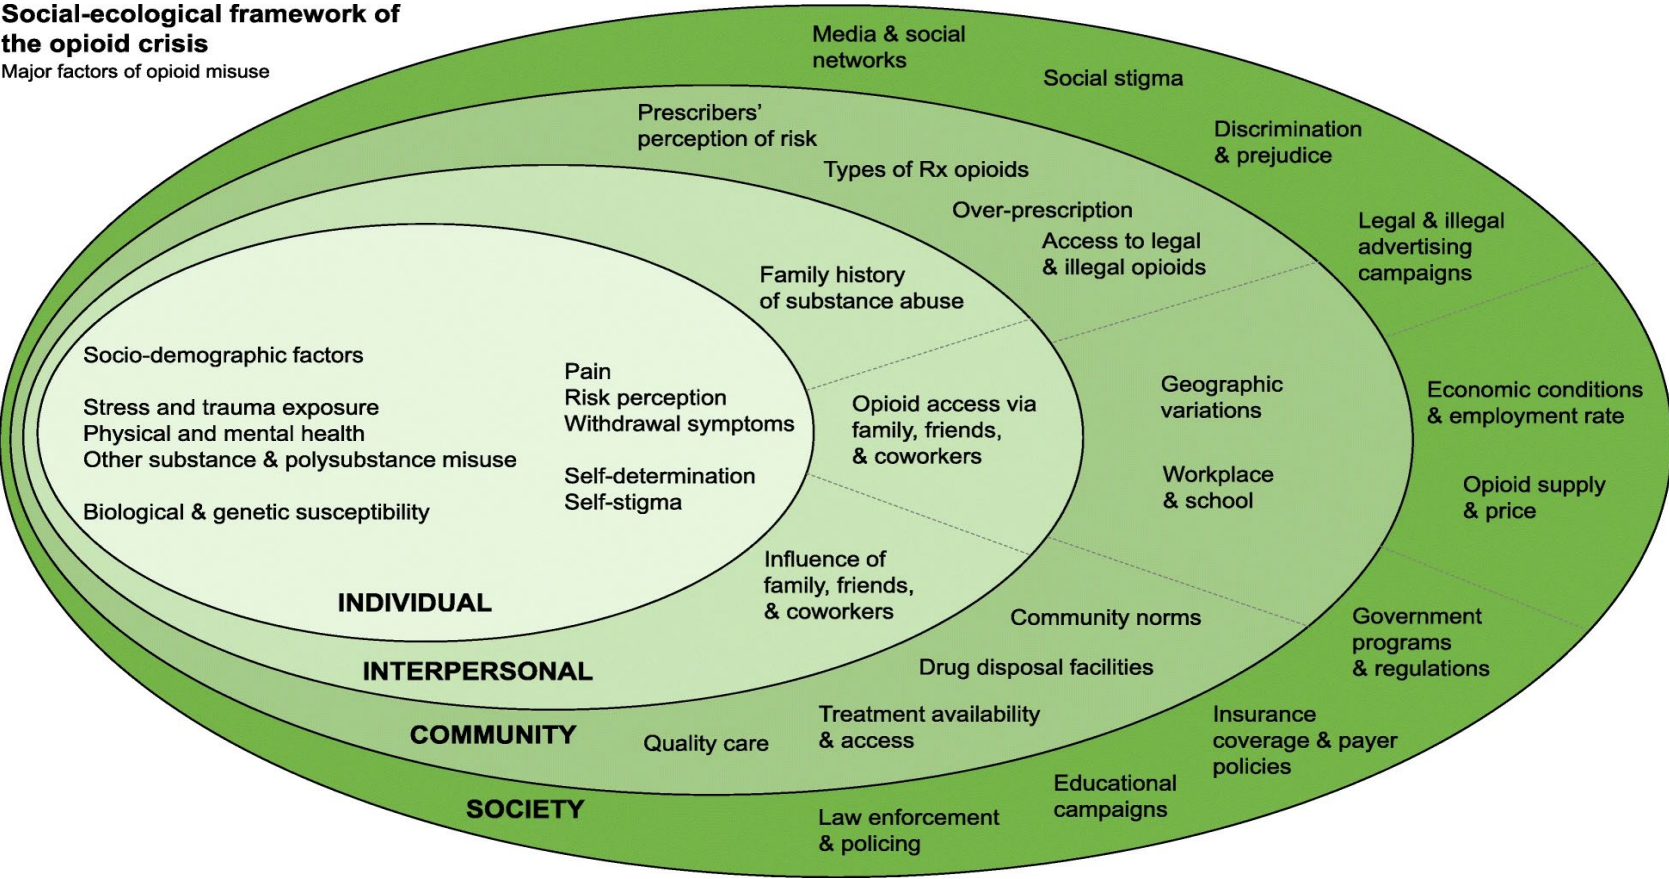 Social-ecological framework of
the opioid crisis
Major factors of opioid misuse
Media & social
networks
Social stigma
Discrimination
& prejudice
Legal & illegal
advertising
campaigns
Economic conditions
& employment rate
Opioid supply
& price
Government
programs
& regulations
Insurance
coverage & payer
policies
Educational
campaigns
Law enforcement
& policing
SOCIETY
Prescribers’
perception of risk
Types of Rx opioids
Over-prescription
Access to legal
& illegal opioids
Geographic
variations
Workplace
& school
Community norms
Drug disposal facilities
Treatment availability
& access
Quality care
COMMUNITY
Family history
of substance abuse
Opioid access via
family, friends,
& coworkers
Influence of
family, friends,
& coworkers
INTERPERSONAL
Socio-demographic factors
Stress and trauma exposure
Physical and mental health
Other substance & polysubstance misuse
Biological & genetic susceptibility
Pain
Risk perception
Withdrawal symptoms
Self-determination
Self-stigma
INDIVIDUAL